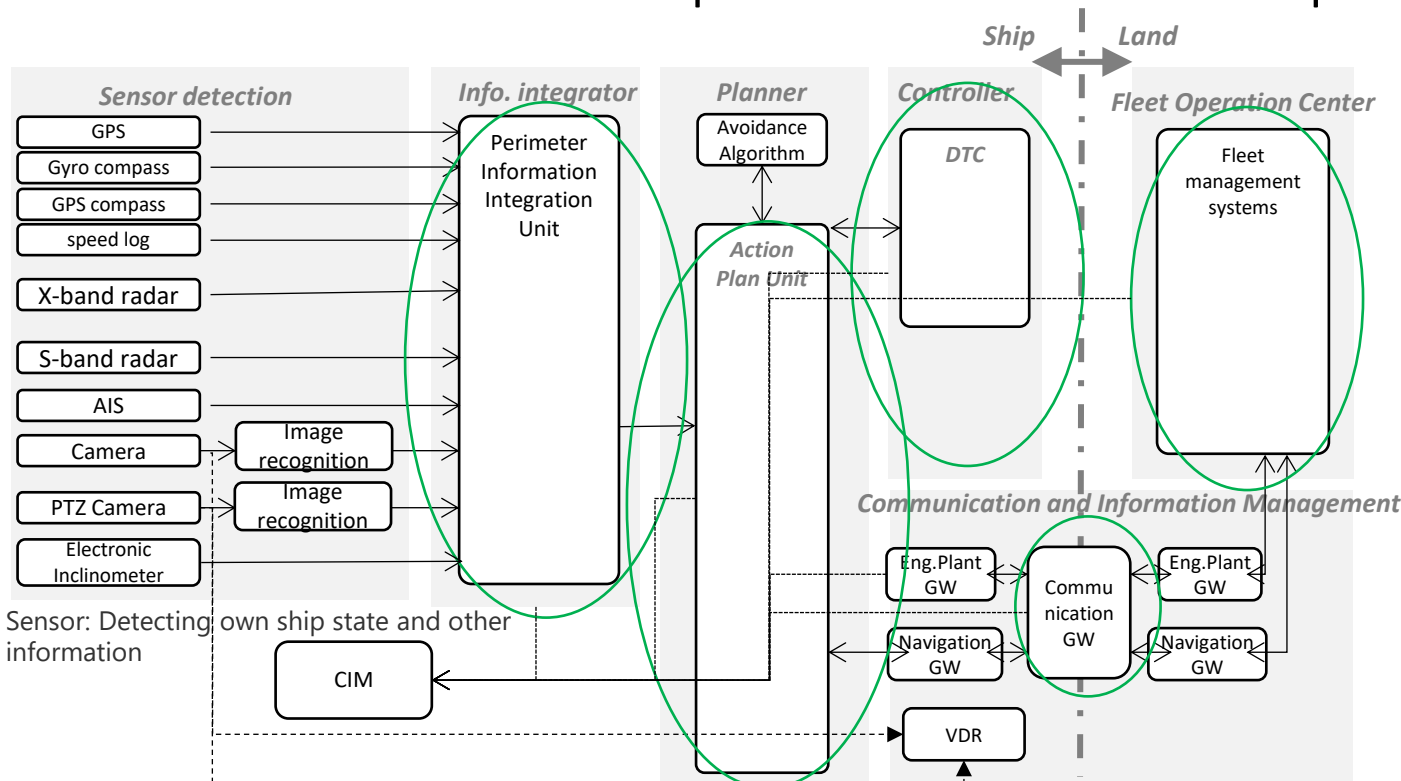 Ship
Land
Sensor detection
Info. integrator
Planner
Controller
Fleet Operation Center
GPS
Gyro compass
GPS compass
speed log
X-band radar
S-band radar
AIS
Camera
PTZ Camera
Electronic
Inclinometer
Image
recognition
Image
recognition
Perimeter
Information
Integration
Unit
Avoidance
Algorithm
Action
Plan Unit
DTC
Fleet
management
systems
Communication and Information Management
Eng.Plant
GW
Navigation
GW
Commu
nication
GW
Eng.Plant
GW
Navigation
GW
Sensor: Detecting own ship state and other
information
CIM
VDR